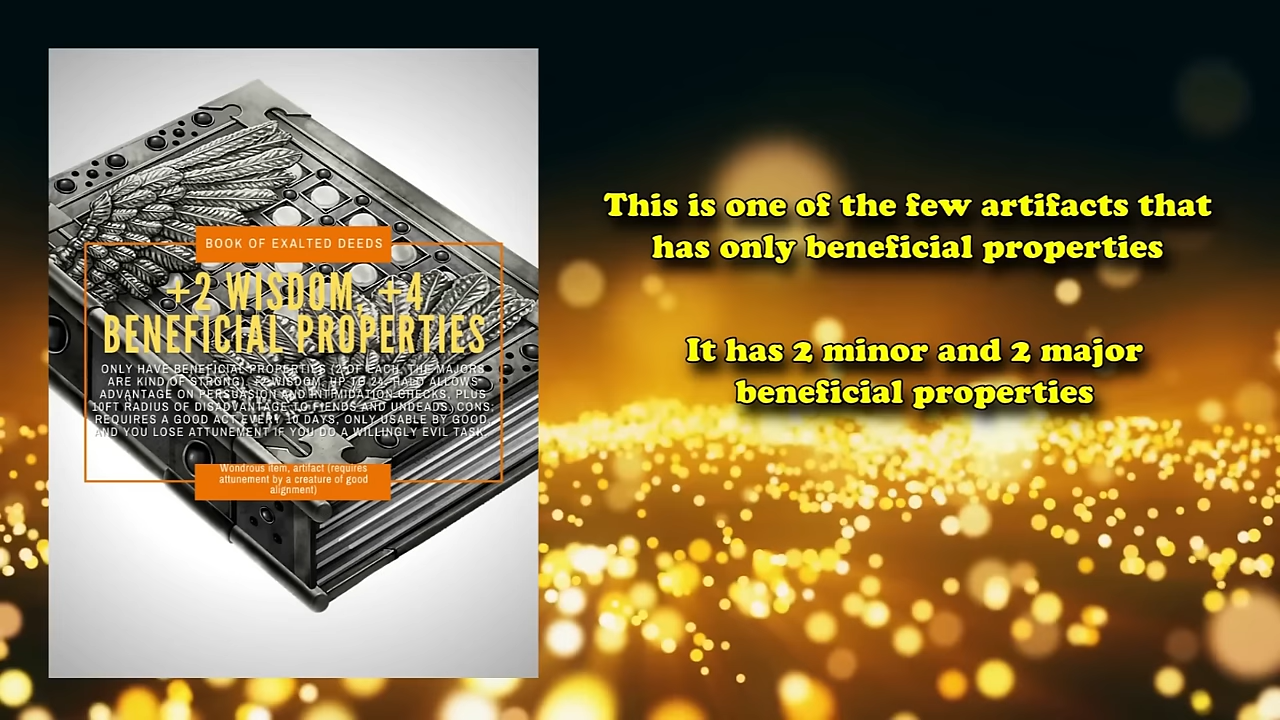 BOOK OF EXALTED DEEDS
+2 WISDOM, +4
BENEFICIAL PROPERTIES
ONLY HAVE BENEFICIAL PROPERTIES (2 OF EACH, THE MAJORS
ARE KIND OF STRONG), +2 WISDOM, UP TO 24. HALO ALLOWS
ADVANTAGE ON PERSUASION AND INTIMIDATION CHECKS, PLUS
10FT RADIUS OF DISADVANTAGE TO FIENDS AND UNDEADS, CONS;
REQUIRES A GOOD ACT EVERY 10 DAYS, ONLY USABLE BY GOOD,
AND YOU LOSE ATTUNEMENT IF YOU DO A WILLINGLY EVIL TASK.
Wondrous item, artifact (requires
attunement by a creature of good
alignment)
This is one of the few artifacts that
has only beneficial properties
It has 2 minor and 2 major
beneficial properties